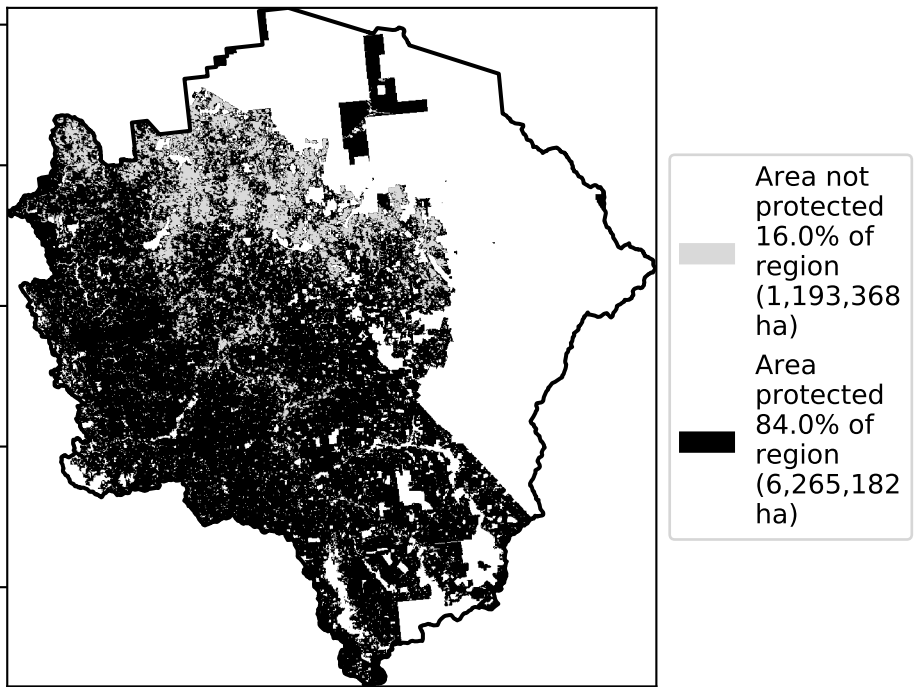 Area not
protected
16.0% of
region
(1,193,368
ha)
Area
protected
84.0% of
region
(6,265,182
ha)